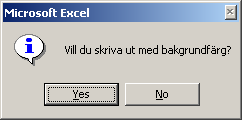 Microsoft Excel
Vill du skriva ut med bakgrundfärg?
Yes No